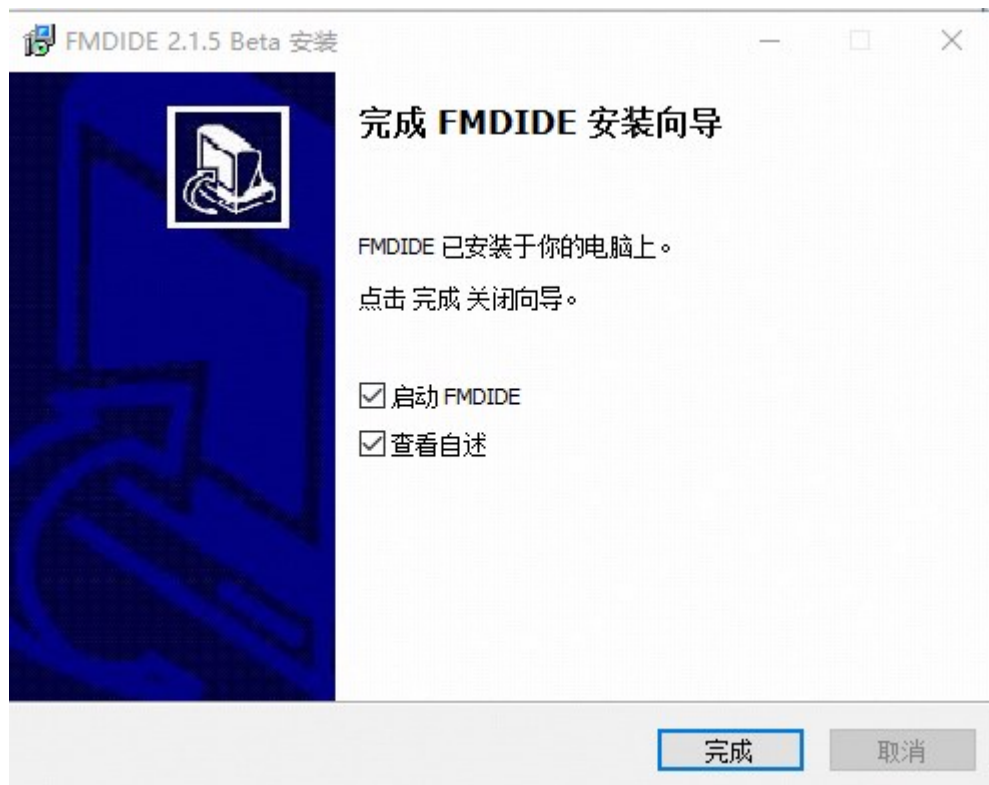 FMDIDE 2.1.5 Beta 安装
完成 FMDIDE 安装向导
FMDIDE 已安装于你的电脑上。
点击 完成 关闭向导。
启动 FMDIDE
查看自述
完成
取消